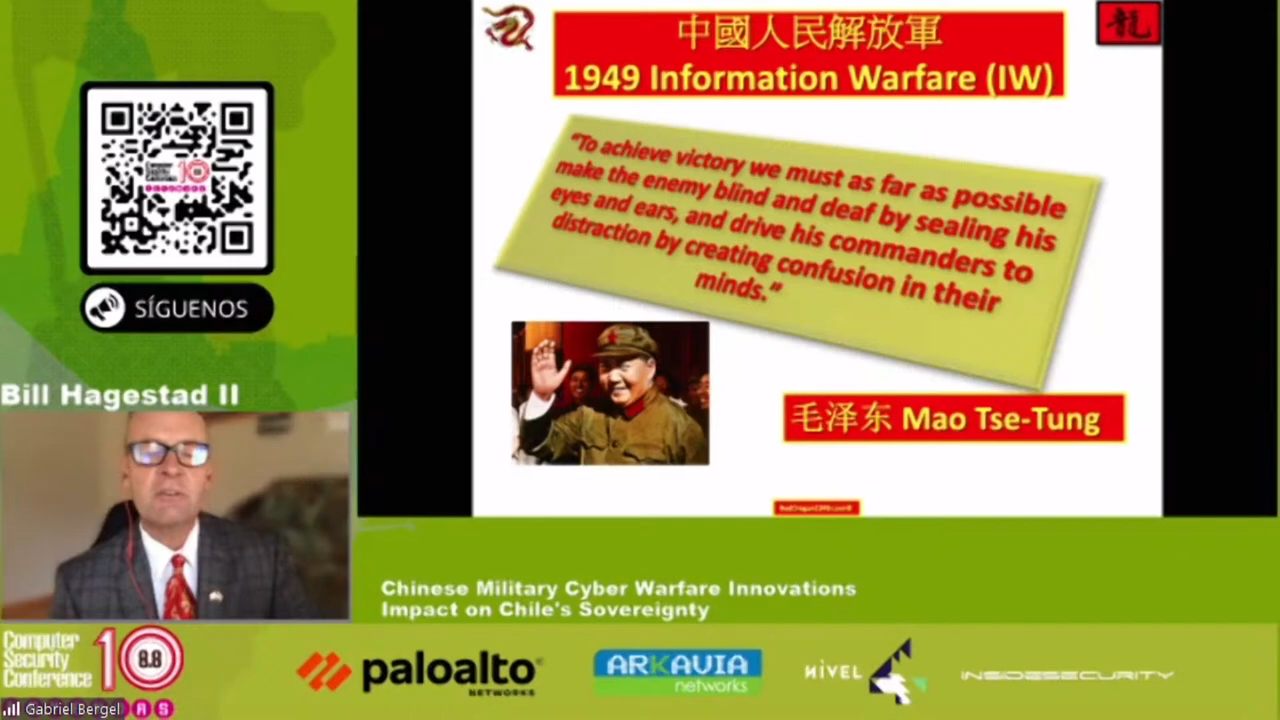 中國人民解放軍
龍
1949 Information Warfare (IW)
“To achieve victory we must as far as possible
make the enemy blind and deaf by sealing his
eyes and ears, and drive his commanders to
distraction by creating confusion in their
minds.”
毛泽东 Mao Tse-Tung
SÍGUENOS
Bill Hagestad II
Chinese Military Cyber Warfare Innovations
Impact on Chile's Sovereignty
Computer
Security
Conference
10
8.8
paloalto
NETWORKS
ARKAVIA
networks
NIVEL
INSIDESECURITY
Gabriel Bergel